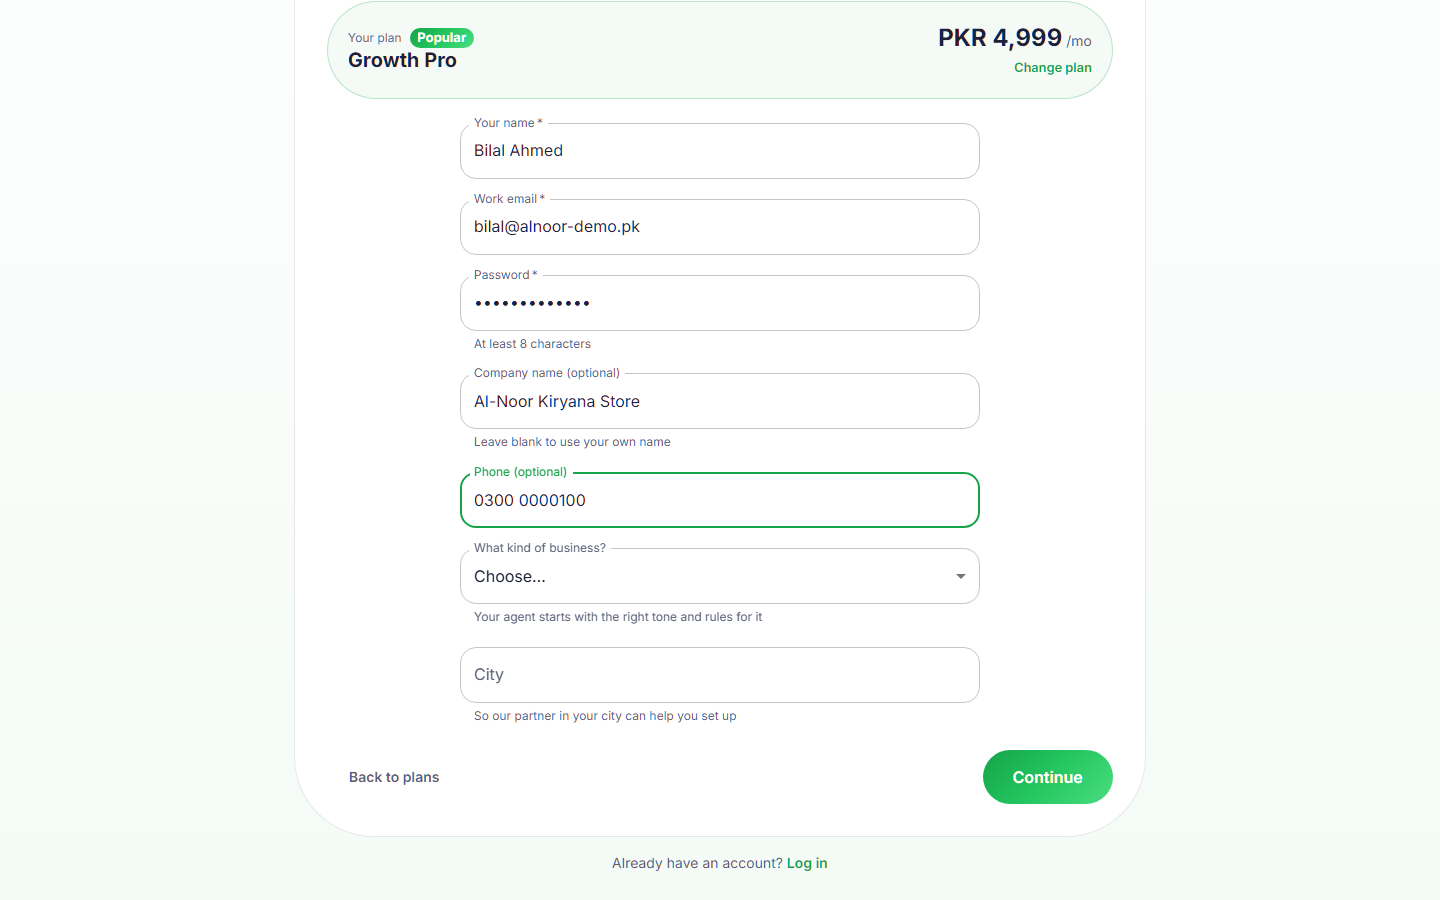 Your plan Popular
Growth Pro
PKR 4,999 /mo
Change plan
Your name *
Bilal Ahmed
Work email *
bilal@alnoor-demo.pk
Password *
•••••••••••••
At least 8 characters
Company name (optional)
Al-Noor Kiryana Store
Leave blank to use your own name
Phone (optional)
0300 0000100
What kind of business?
Choose...
Your agent starts with the right tone and rules for it
City
So our partner in your city can help you set up
Back to plans
Continue
Already have an account? Log in